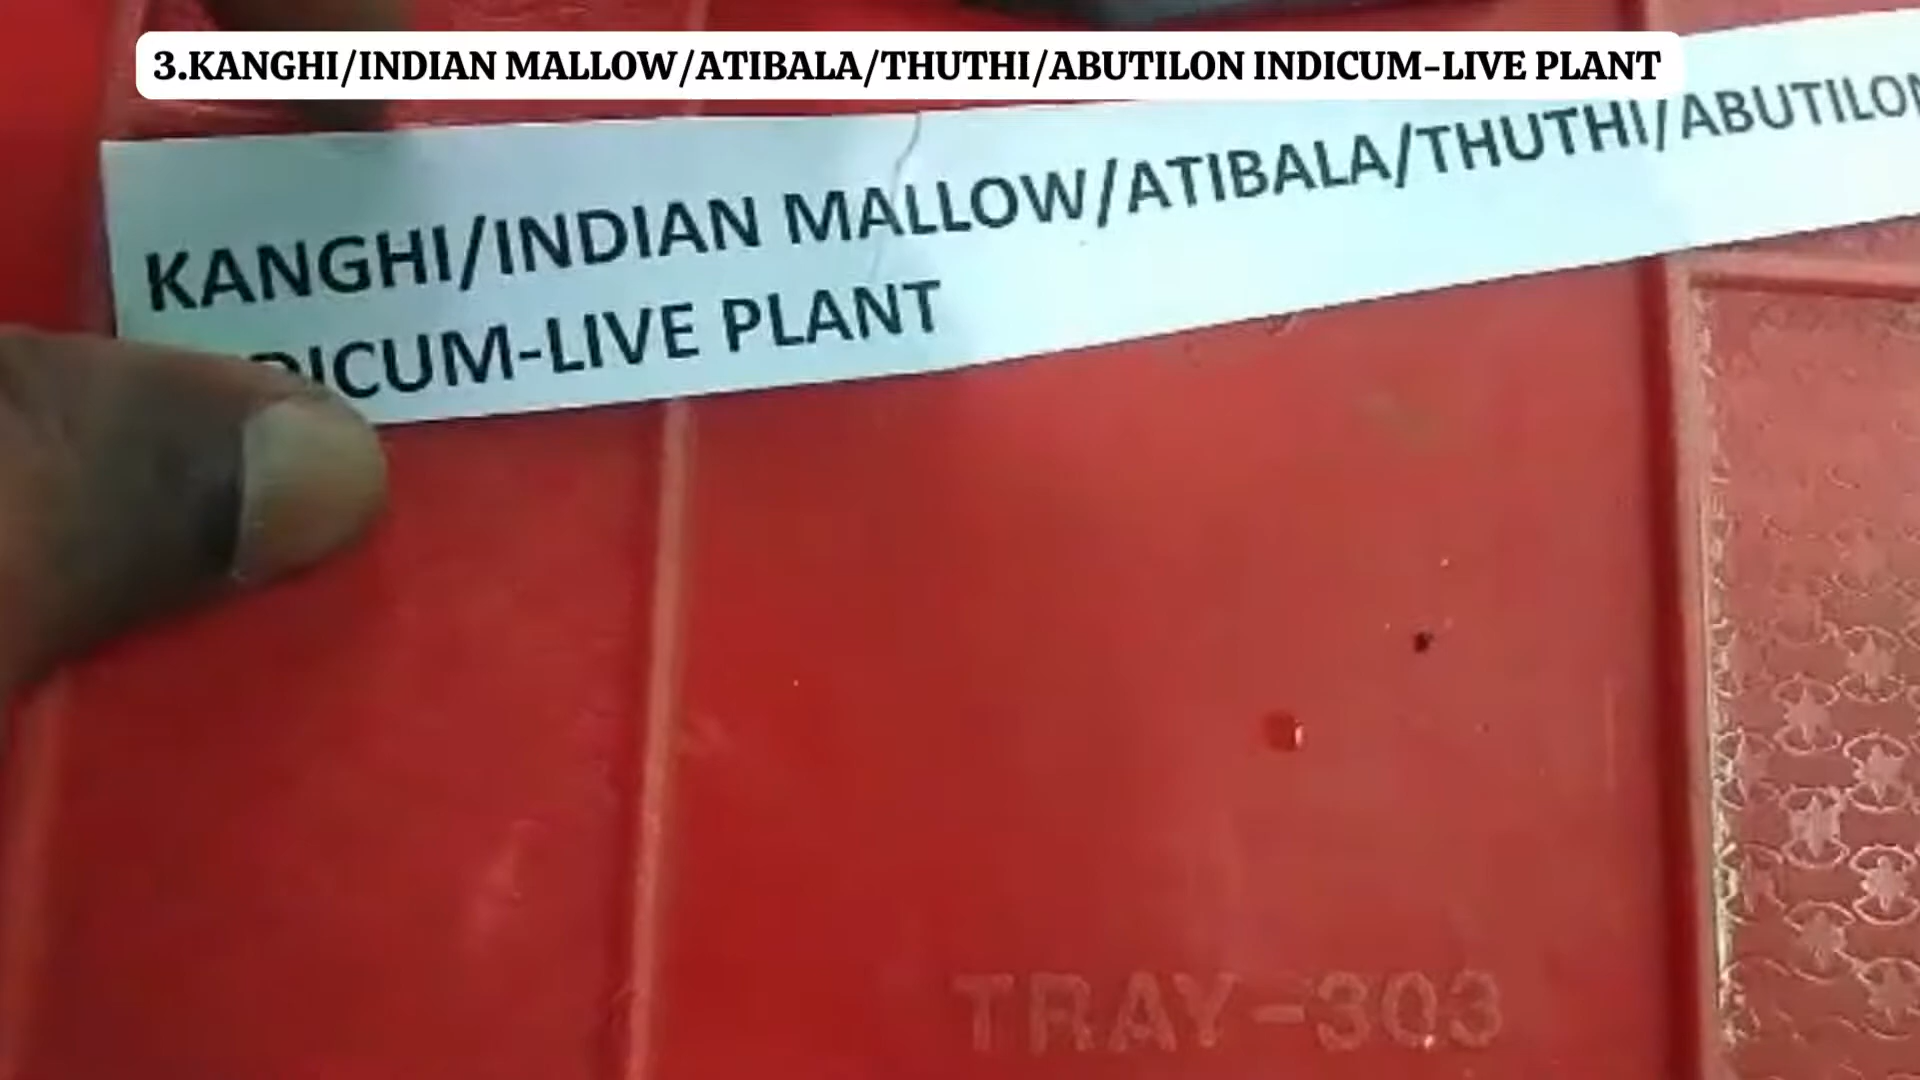 3.KANGHI/INDIAN MALLOW/ATIBALA/THUTHI/ABUTILON INDICUM-LIVE PLANT
KANGHI/INDIAN MALLOW/ATIBALA/THUTHI/ABUTILON
DICUM-LIVE PLANT
TRAY-303